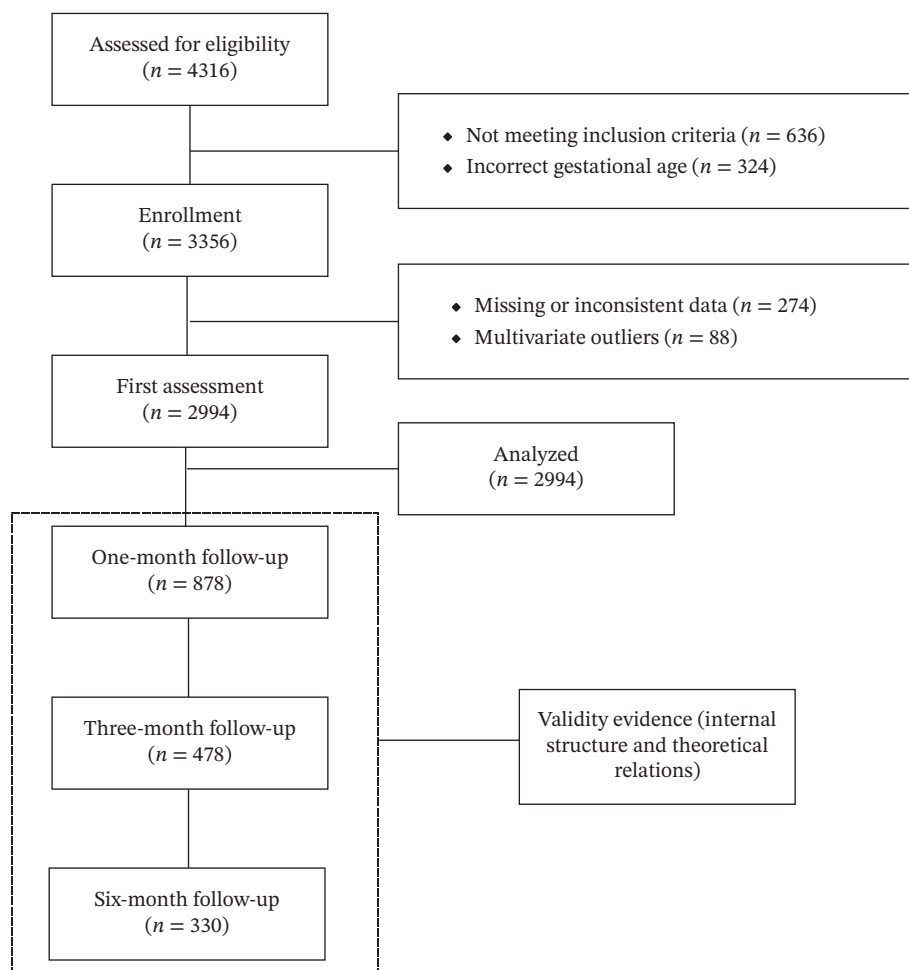 Assessed for eligibility
(n = 4316)
◆ Not meeting inclusion criteria (n = 636)
◆ Incorrect gestational age (n = 324)
Enrollment
(n = 3356)
◆ Missing or inconsistent data (n = 274)
◆ Multivariate outliers (n = 88)
First assessment
(n = 2994)
Analyzed
(n = 2994)
One-month follow-up
(n = 878)
Three-month follow-up
(n = 478)
Validity evidence (internal
structure and theoretical
relations)
Six-month follow-up
(n = 330)